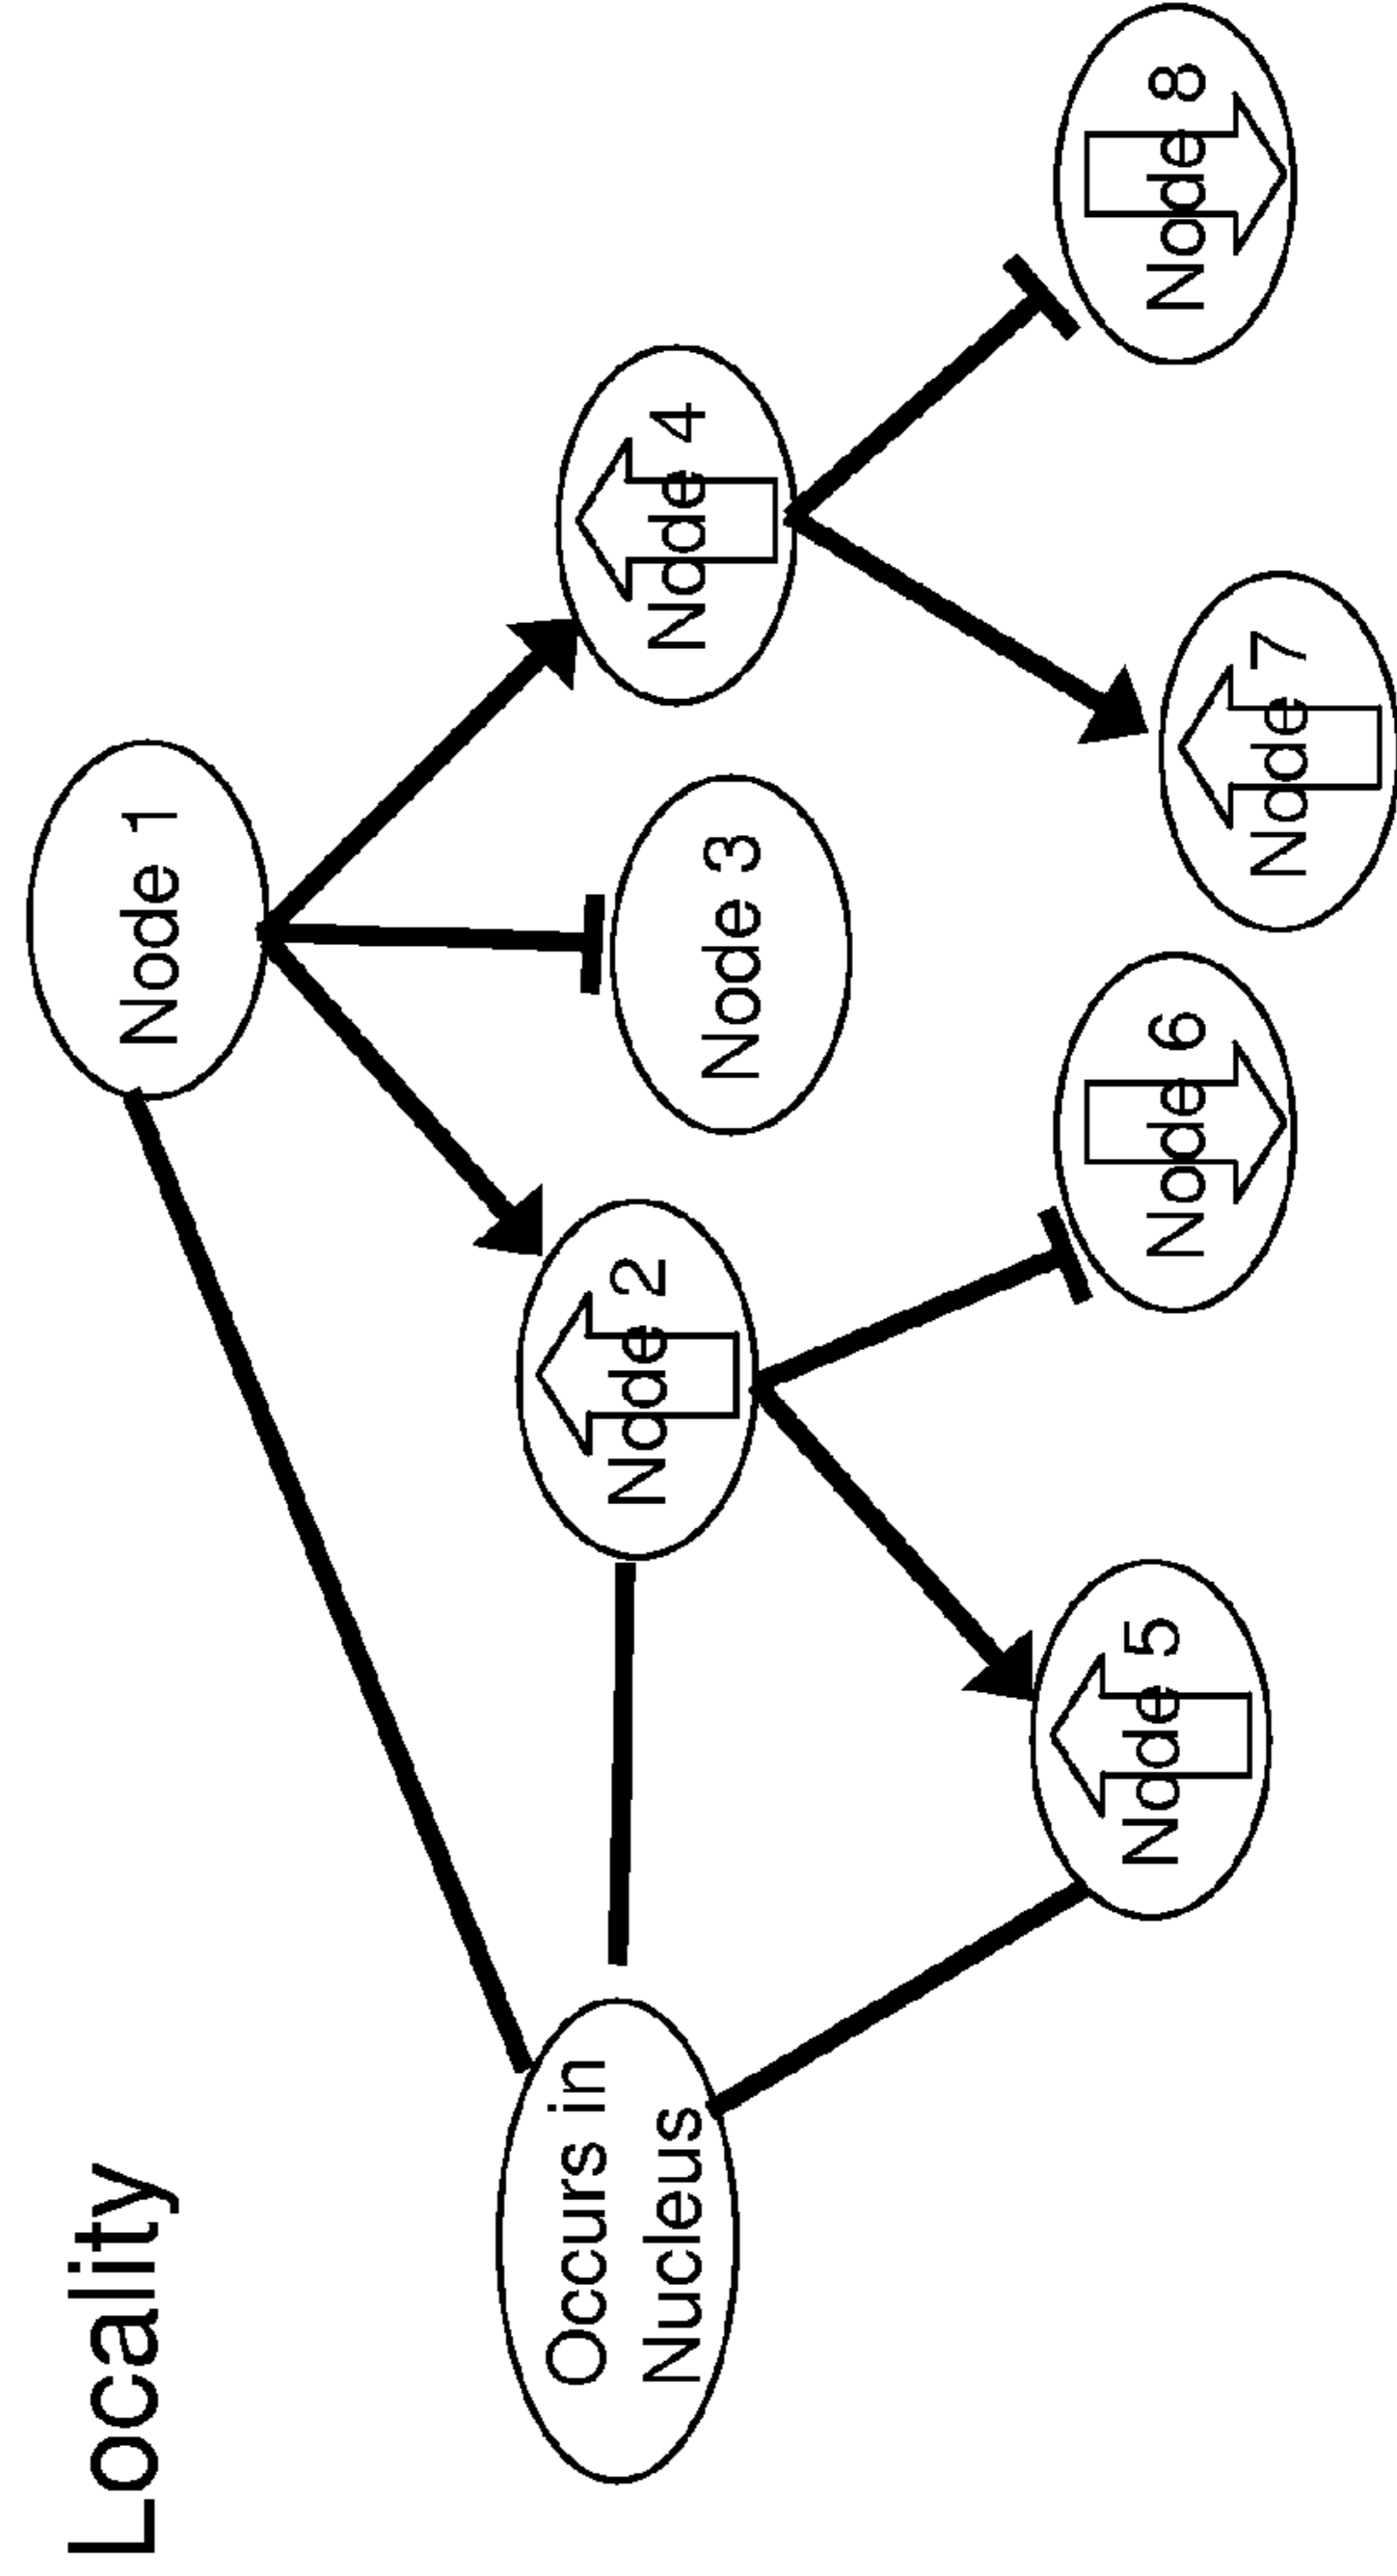 Locality
Node 1
Occurs in
Nucleus
Node 2
Node 3
Node 4
Node 5
Node 6
Node 7
Node 8